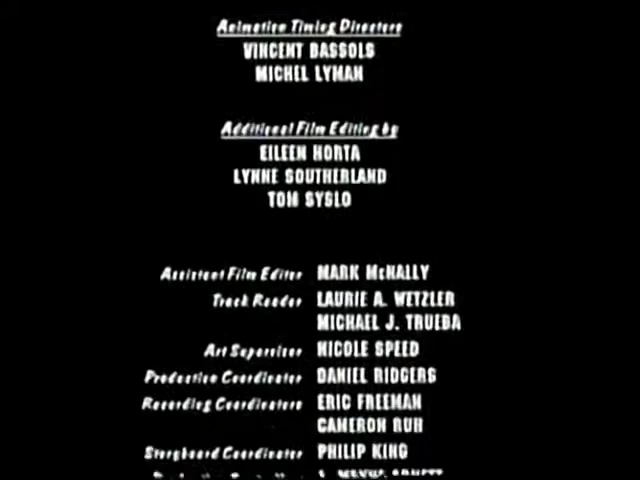 Animation Timing Directors
VINCENT BASSOLS
MICHEL LYMAN
Additional Film Editing by
EILEEN HORTA
LYNNE SOUTHERLAND
TOM SYSLO
Assistant Film Editor MARK McNALLY
Track Reader LAURIE A. WETZLER
MICHAEL J. TRUEBA
Art Supervisor NICOLE SPEED
Production Coordinator DANIEL RIDGERS
Recording Coordinators ERIC FREEMAN
CAMERON RUH
Storyboard Coordinator PHILIP KING